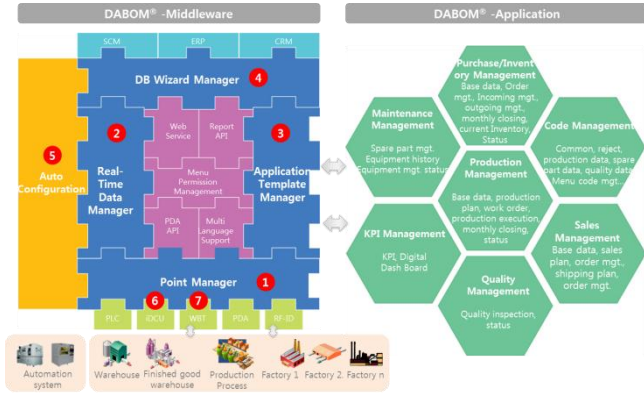 DABOM® -Middleware
SCM
ERP
CRM
DB Wizard Manager
4
2
Real-
Time
Data
Manager
Web
Service
Report
API
Menu
Permission
Management
PDA
API
Multi
Language
Support
3
Application
Template
Manager
5
Auto
Configuration
Point Manager
1
6
7
PLC
iDCU
WBT
PDA
RF-ID
Automation
system
Warehouse
Finished good
warehouse
Production
Process
Factory 1
Factory 2.
Factory n
DABOM® -Application
Purchase/Invent
ory Management
Base data, Order
mgt., Incoming mgt.,
outgoing mgt.,
monthly closing,
current Inventory,
Status
Maintenance
Management
Spare part mgt.
Equipment history
Equipment mgt. status
Code Management
Common, reject,
production data, spare
part data, quality data,
Menu code mgt...
Production
Management
Base data, production
plan, work order,
production execution,
monthly closing,
status
KPI Management
KPI, Digital
Dash Board
Sales
Management
Base data, sales
plan, order mgt.,
shipping plan,
order mgt.
Quality
Management
Quality inspection,
status